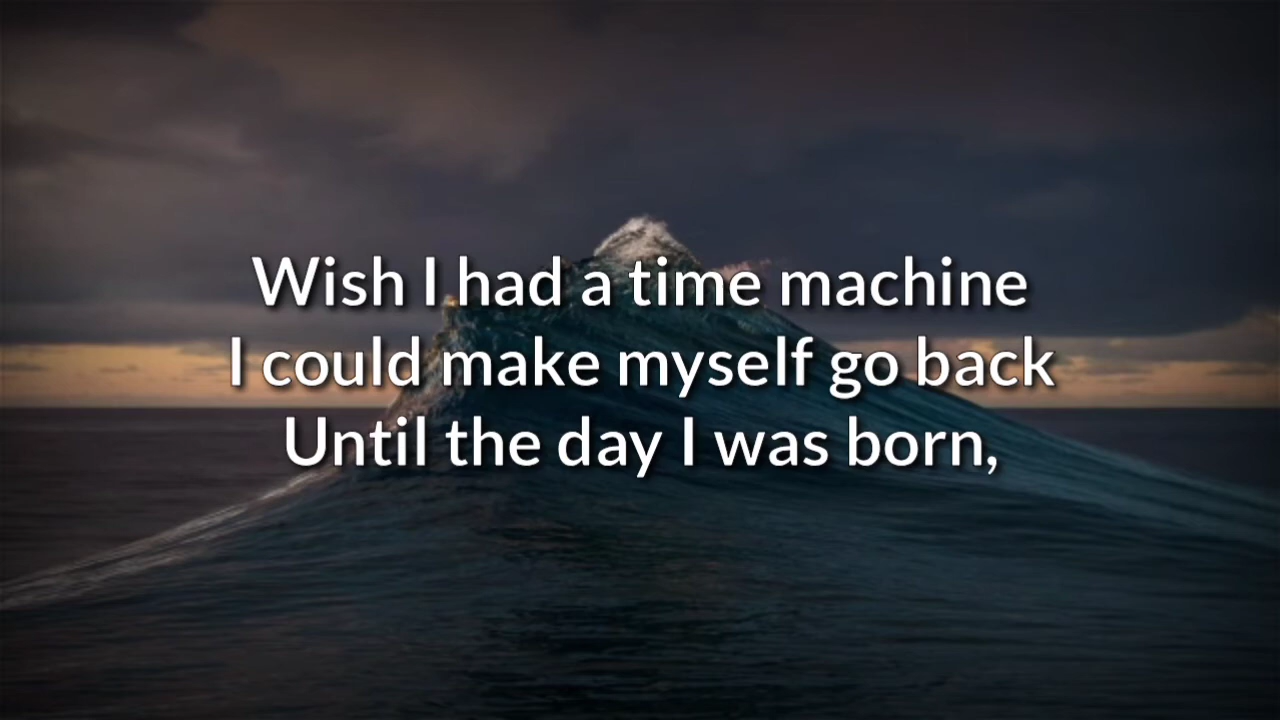 Wish I had a time machine
I could make myself go back
Until the day I was born,